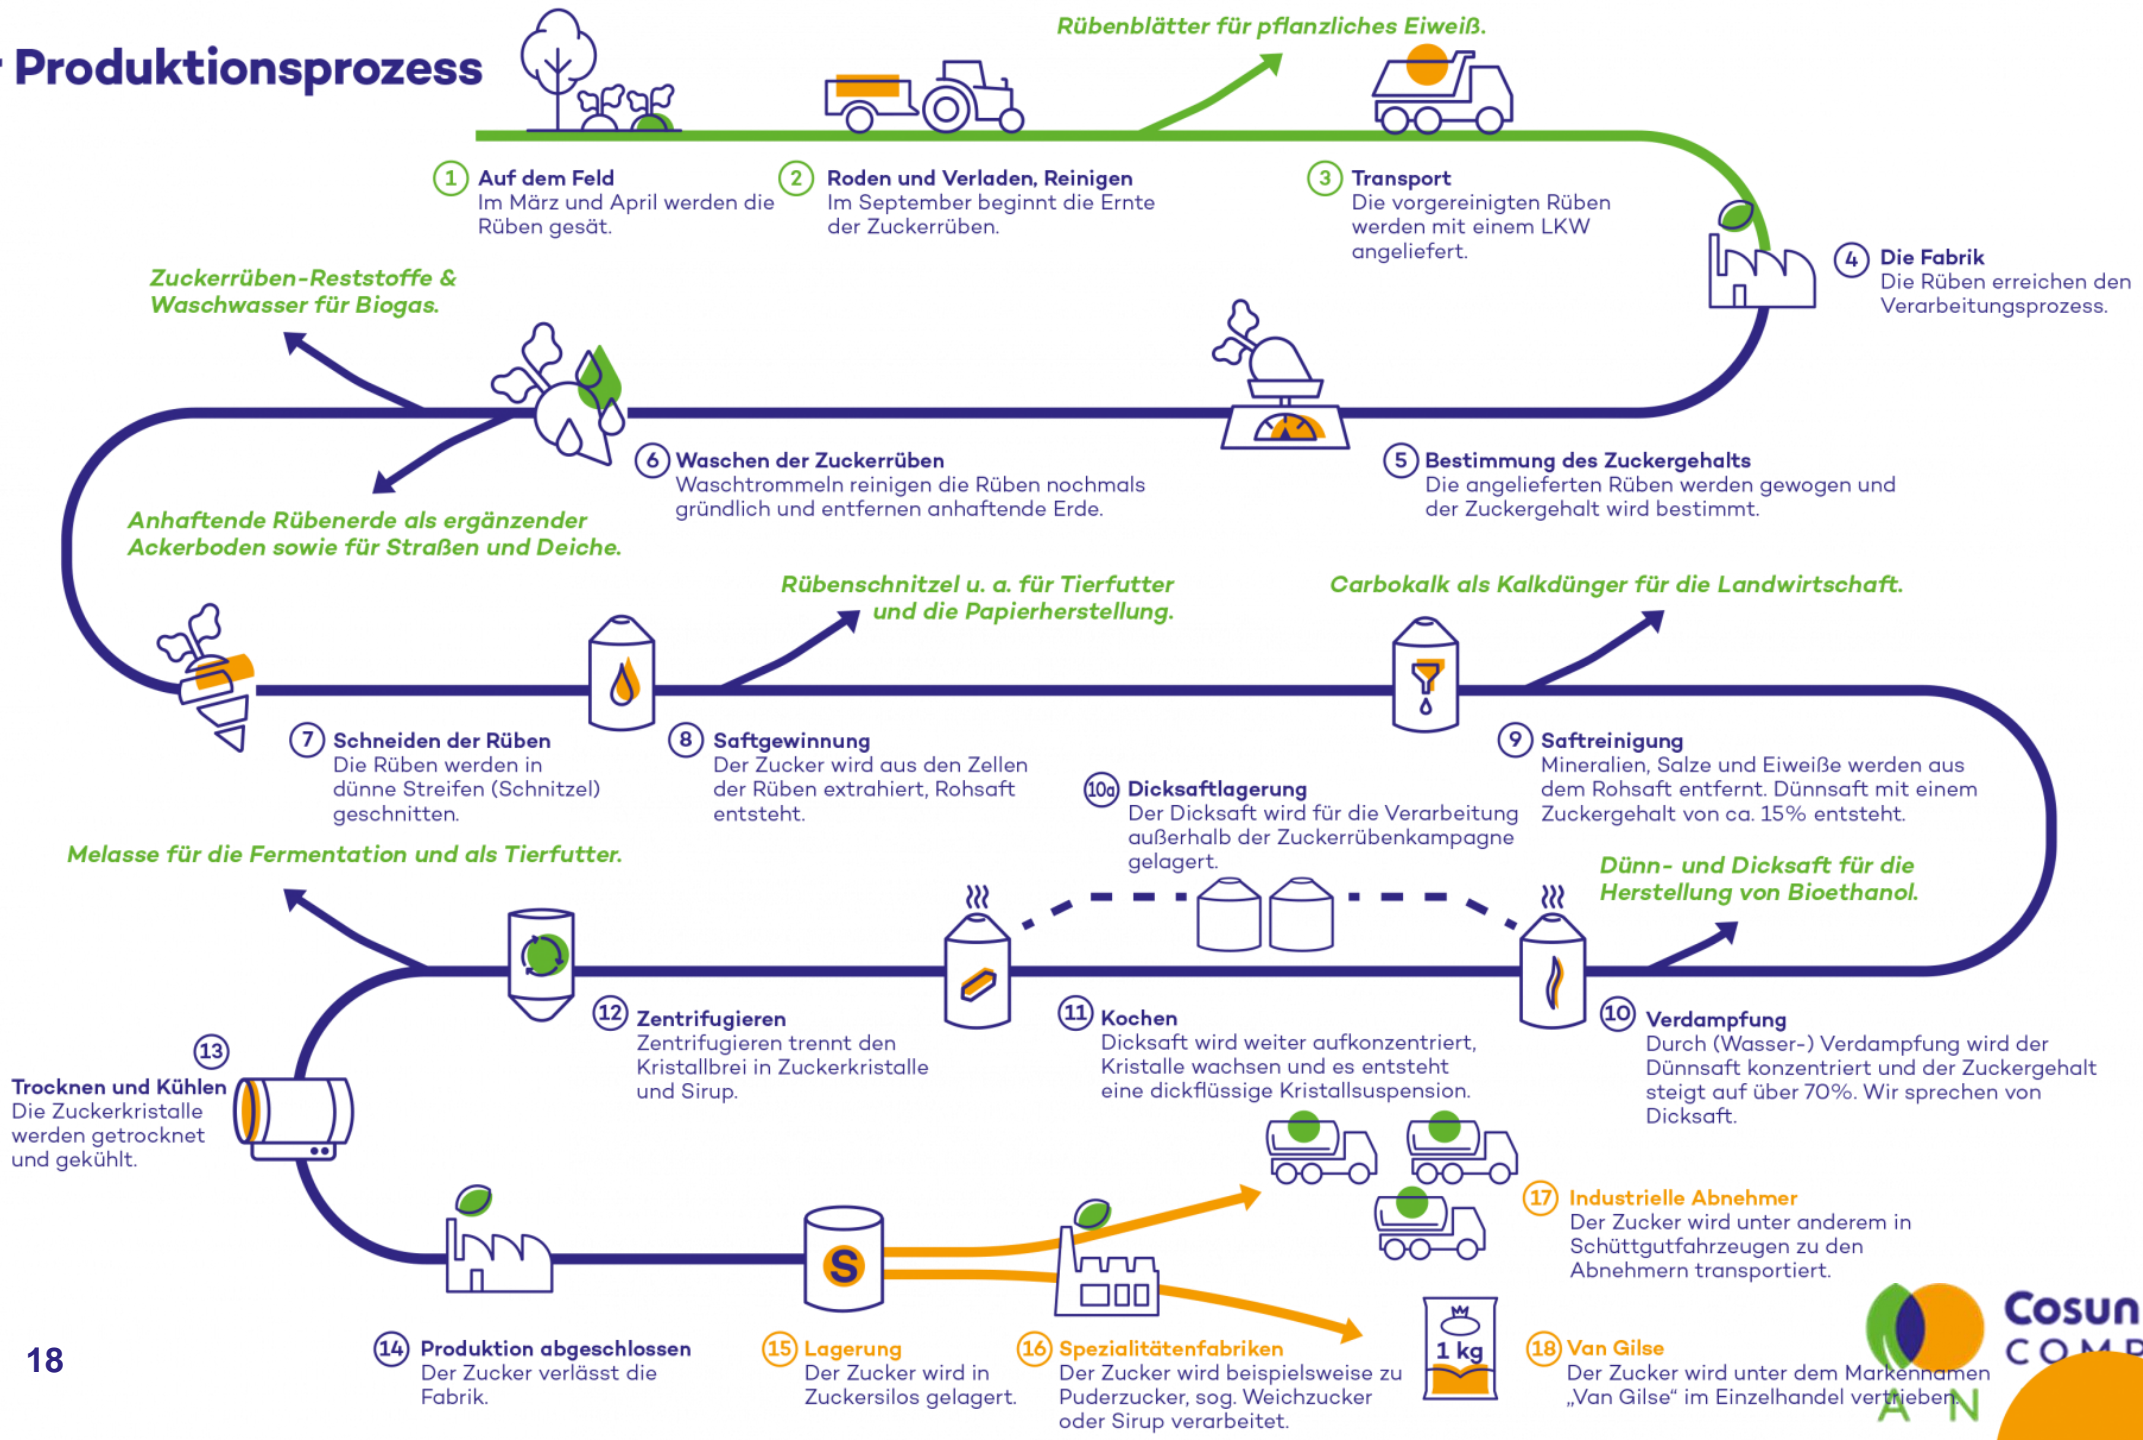 Produktionsprozess
Rübenblätter für pflanzliches Eiweiß.
1 Auf dem Feld
Im März und April werden die
Rüben gesät.
2 Roden und Verladen, Reinigen
Im September beginnt die Ernte
der Zuckerrüben.
3 Transport
Die vorgereinigten Rüben
werden mit einem LKW
angeliefert.
4 Die Fabrik
Die Rüben erreichen den
Verarbeitungsprozess.
Zuckerrüben-Reststoffe &
Waschwasser für Biogas.
6 Waschen der Zuckerrüben
Waschtrommeln reinigen die Rüben nochmals
gründlich und entfernen anhaftende Erde.
5 Bestimmung des Zuckergehalts
Die angelieferten Rüben werden gewogen und
der Zuckergehalt wird bestimmt.
Anhaftende Rübenerde als ergänzender
Ackerboden sowie für Straßen und Deiche.
Rübenschnitzel u. a. für Tierfutter
und die Papierherstellung.
Carbokalk als Kalkdünger für die Landwirtschaft.
7 Schneiden der Rüben
Die Rüben werden in
dünne Streifen (Schnitzel)
geschnitten.
8 Saftgewinnung
Der Zucker wird aus den Zellen
der Rüben extrahiert, Rohsaft
entsteht.
10a Dicksaftlagerung
Der Dicksaft wird für die Verarbeitung
außerhalb der Zuckerrübenkampagne
gelagert.
9 Saftreinigung
Mineralien, Salze und Eiweiße werden aus
dem Rohsaft entfernt. Dünnsaft mit einem
Zuckergehalt von ca. 15% entsteht.
Melasse für die Fermentation und als Tierfutter.
Dünn- und Dicksaft für die
Herstellung von Bioethanol.
12 Zentrifugieren
Zentrifugieren trennt den
Kristallbrei in Zuckerkristalle
und Sirup.
11 Kochen
Dicksaft wird weiter aufkonzentriert,
Kristalle wachsen und es entsteht
eine dickflüssige Kristallsuspension.
10 Verdampfung
Durch (Wasser-) Verdampfung wird der
Dünnsaft konzentriert und der Zuckergehalt
steigt auf über 70%. Wir sprechen von
Dicksaft.
13
Trocknen und Kühlen
Die Zuckerkristalle
werden getrocknet
und gekühlt.
17 Industrielle Abnehmer
Der Zucker wird unter anderem in
Schüttgutfahrzeugen zu den
Abnehmern transportiert.
S
1 kg
14 Produktion abgeschlossen
Der Zucker verlässt die
Fabrik.
15 Lagerung
Der Zucker wird in
Zuckersilos gelagert.
16 Spezialitätenfabriken
Der Zucker wird beispielsweise zu
Puderzucker, sog. Weichzucker
oder Sirup verarbeitet.
18 Van Gilse
Der Zucker wird unter dem Markennamen
„Van Gilse“ im Einzelhandel vertrieben.
Cosun
18